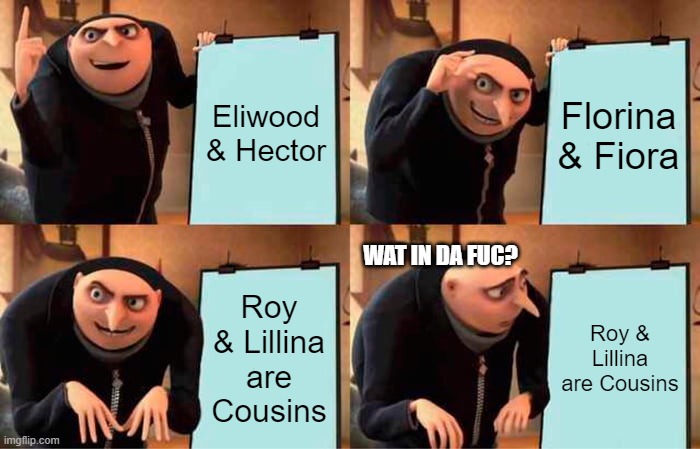 Eliwood
& Hector
Florina
& Fiora
Roy
& Lillina
are
Cousins
WAT IN DA FUC?
Roy &
Lillina
are Cousins
imgflip.com